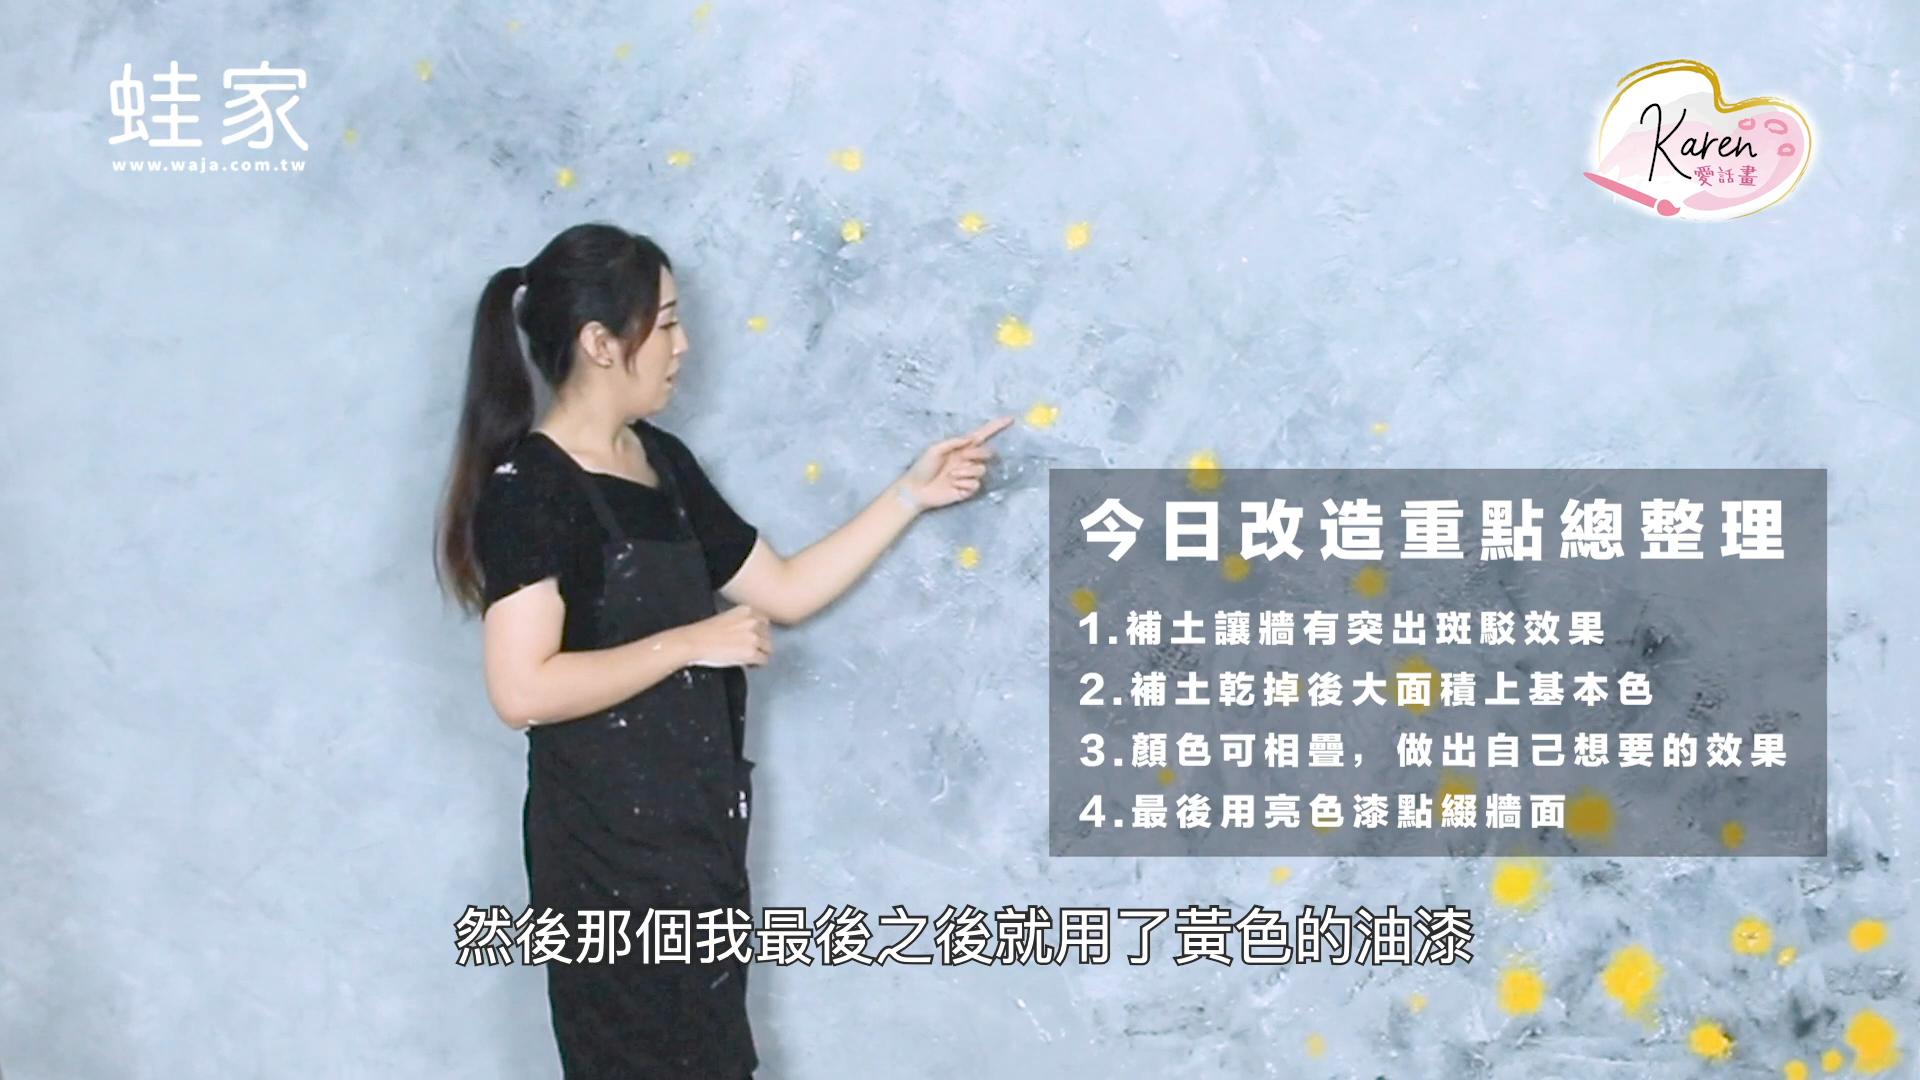 蛙家
www.waja.com.tw
Karen
愛話畫
今日改造重點總整理
1.補土讓牆有突出斑駁效果
2.補土乾掉後大面積上基本色
3.顏色可相疊，做出自己想要的效果
4.最後用亮色漆點綴牆面
然後那個我最後之後就用了黃色的油漆